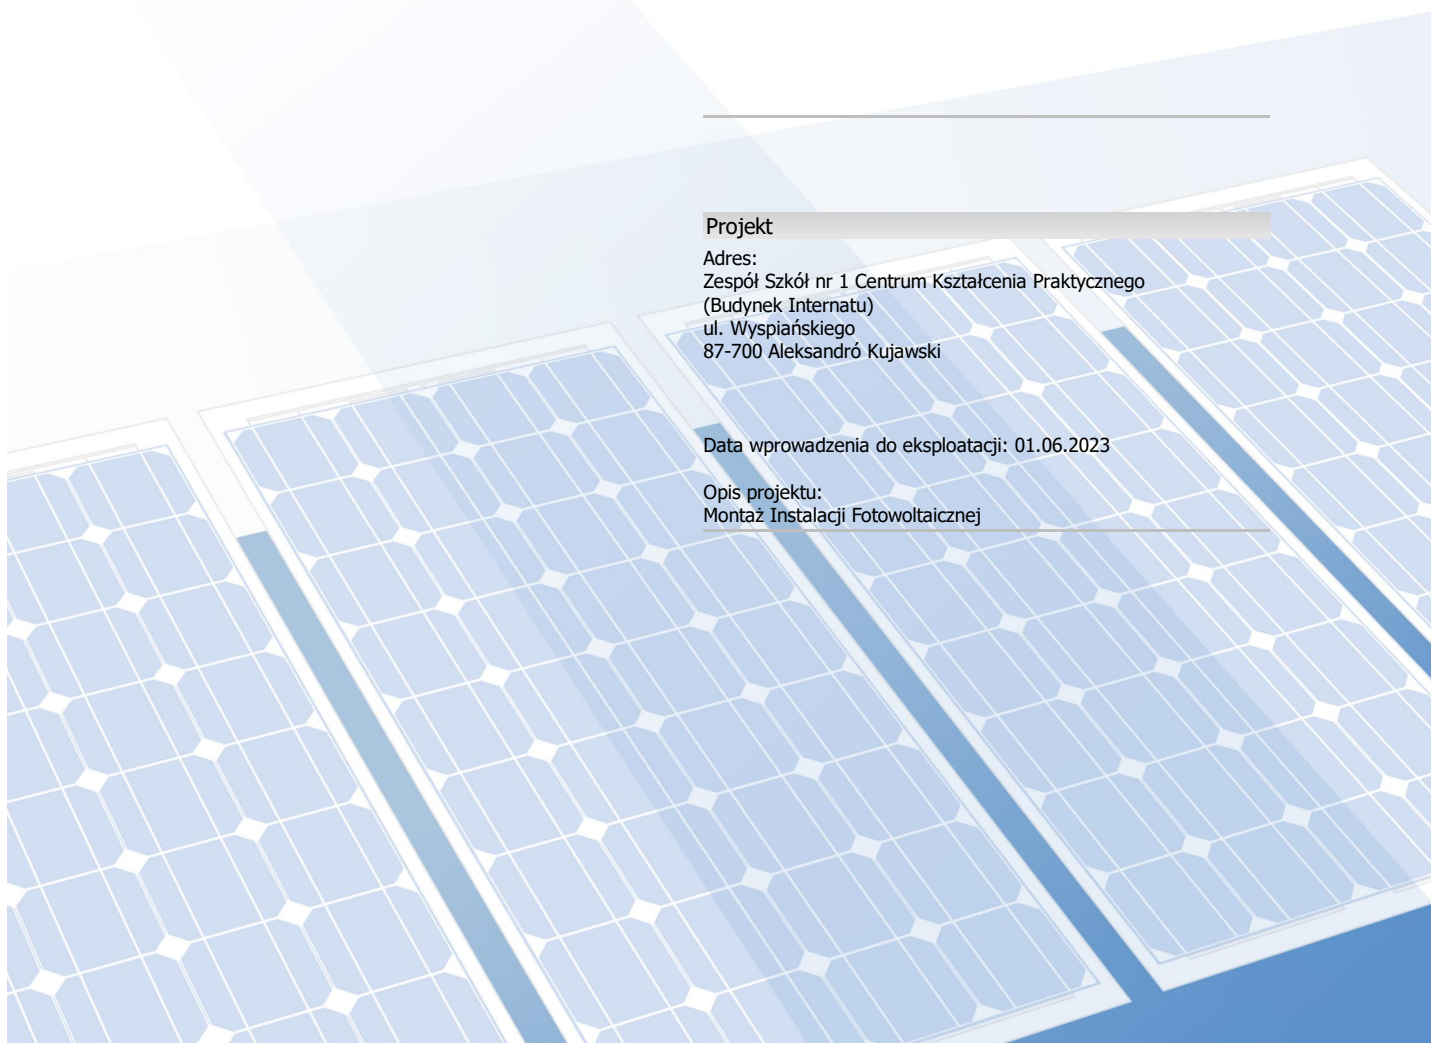 Projekt
Adres:
Zespół Szkół nr 1 Centrum Kształcenia Praktycznego
(Budynek Internatu)
ul. Wyspiańskiego
87-700 Aleksandró Kujawski
Data wprowadzenia do eksploatacji: 01.06.2023
Opis projektu:
Montaż Instalacji Fotowoltaicznej